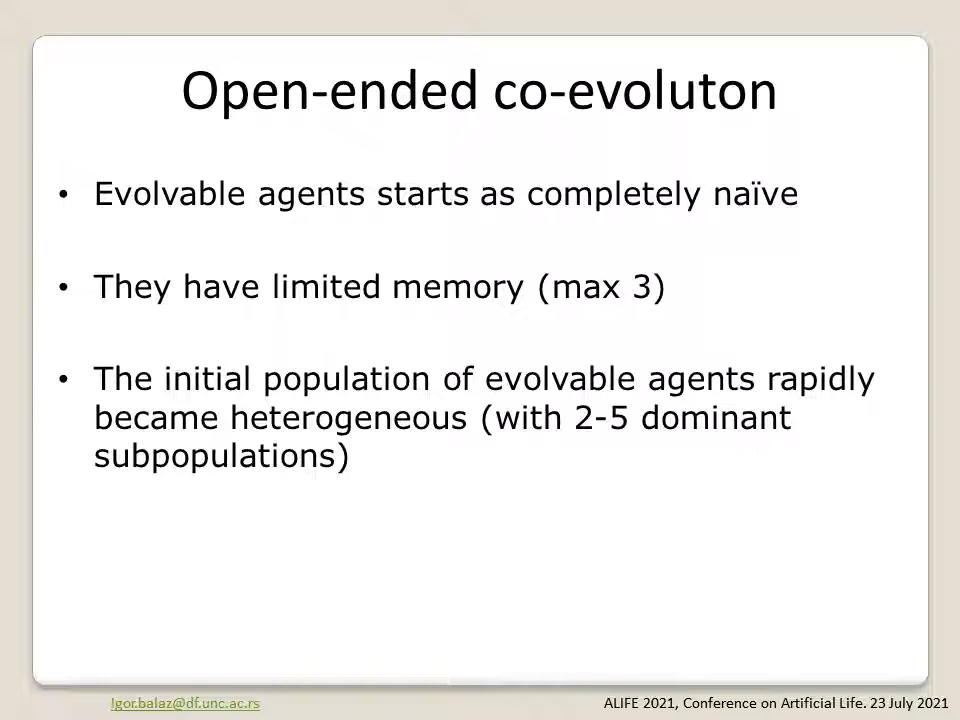 Open-ended co-evoluton
• Evolvable agents starts as completely naïve
• They have limited memory (max 3)
• The initial population of evolvable agents rapidly
became heterogeneous (with 2-5 dominant
subpopulations)
Igor.balaz@df.unc.ac.rs
ALIFE 2021, Conference on Artificial Life. 23 July 2021